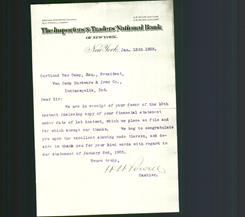 The Importers & Traders' National Bank
OF NEW YORK.
New York, Jan. 12th 1903.
Cortland Van Camp, Esq., President,
Van Camp Hardware & Iron Co.,
Indianapolis, Ind.
Dear Sir:
We are in receipt of your favor of the 10th
instant inclosing copy of your financial statement
under date of 1st instant, which we place on file and
for which accept our thanks. We beg to congratulate
you upon the excellent showing made therein, and de-
sire to thank you for your kind words with regard to
our statement of January 2nd, 1903.
Yours truly,
Cashier.